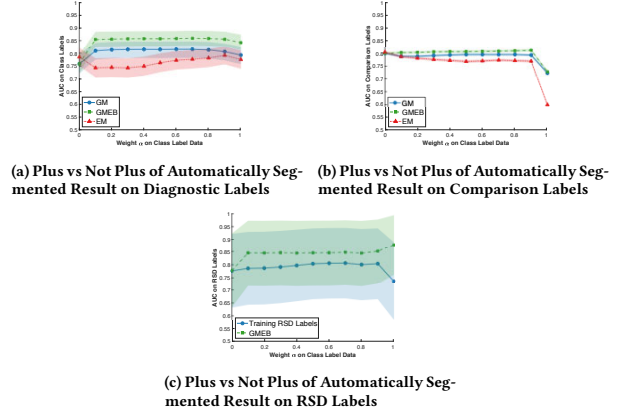 1
0.95
0.9
0.85
0.8
0.75
0.7
0.65
0.6
0.55
0.5
AUC on Class Labels
GM
GMEB
EM
0 0.2 0.4 0.6 0.8 1
Weight α on Class Label Data
(a) Plus vs Not Plus of Automatically Seg-
mented Result on Diagnostic Labels
1
0.95
0.9
0.85
0.8
0.75
0.7
0.65
0.6
0.55
0.5
AUC on Comparison Labels
GM
GMEB
EM
0 0.2 0.4 0.6 0.8 1
Weight α on Class Label Data
(b) Plus vs Not Plus of Automatically Seg-
mented Result on Comparison Labels
1
0.95
0.9
0.85
0.8
0.75
0.7
0.65
0.6
0.55
0.5
AUC on RSD Labels
Training RSD Labels
GMEB
0 0.2 0.4 0.6 0.8 1
Weight α on Class Label Data
(c) Plus vs Not Plus of Automatically Seg-
mented Result on RSD Labels